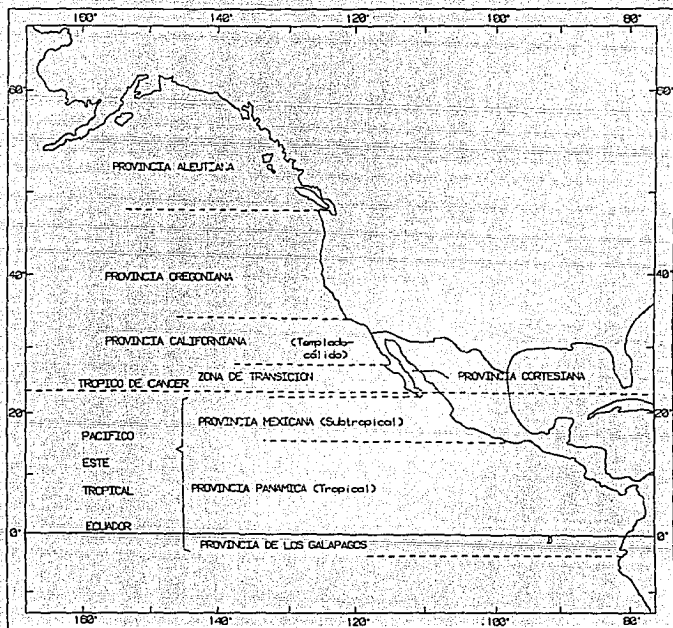 160° 140° 120° 100° 80°
60° 60°
PROVINCIA ALEUTIANA
40° 40°
PROVINCIA OREGONIANA
PROVINCIA CALIFORNIANA (Templado-
cálido)
ZONA DE TRANSICION PROVINCIA CORTESIANA
TROPICO DE CANCER
20° 20°
PROVINCIA MEXICANA (Subtropical)
PACIFICO
ESTE
TROPICAL PROVINCIA PANAMICA (Tropical)
ECUADOR
0° 0°
PROVINCIA DE LOS GALAPAGOS
160° 140° 120° 100° 80°